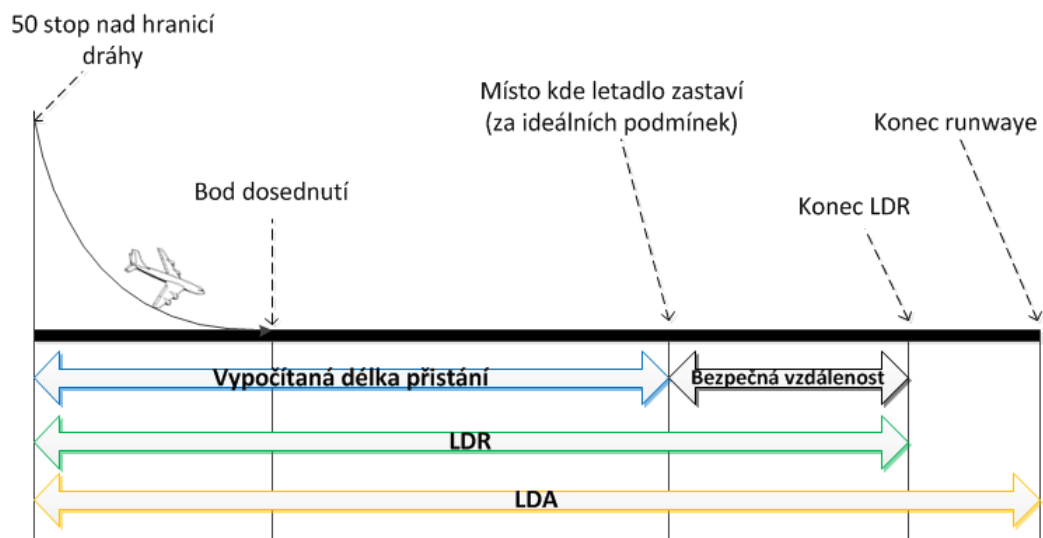 50 stop nad hranicí
dráhy
Místo kde letadlo zastaví
(za ideálních podmínek)
Konec runwaye
Bod dosednutí
Konec LDR
Vypočítaná délka přistání
Bezpečná vzdálenost
LDR
LDA